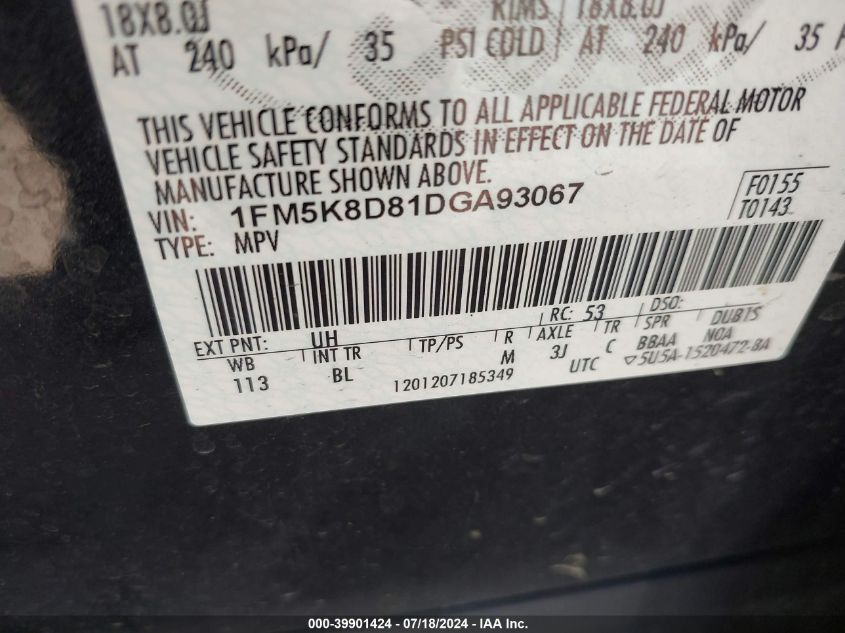 18X8.0J RIMS 18X8.0J
AT 240 kPa/ 35 PSI COLD AT 240 kPa/ 35
THIS VEHICLE CONFORMS TO ALL APPLICABLE FEDERAL MOTOR
VEHICLE SAFETY STANDARDS IN EFFECT ON THE DATE OF
MANUFACTURE SHOWN ABOVE.
VIN: 1FM5K8D81DGA93067
TYPE: MPV
F0155
T0143
EXT PNT: UH RC: 53 DSO:
WB INT TR TP/PS R AXLE TR SPR DUB1S
113 BL M 3J C BBAA NOA
1201207185349 UTC ▽5U5A-1520472-BA
000-39901424 / 07/18/2024 - IAA Inc.